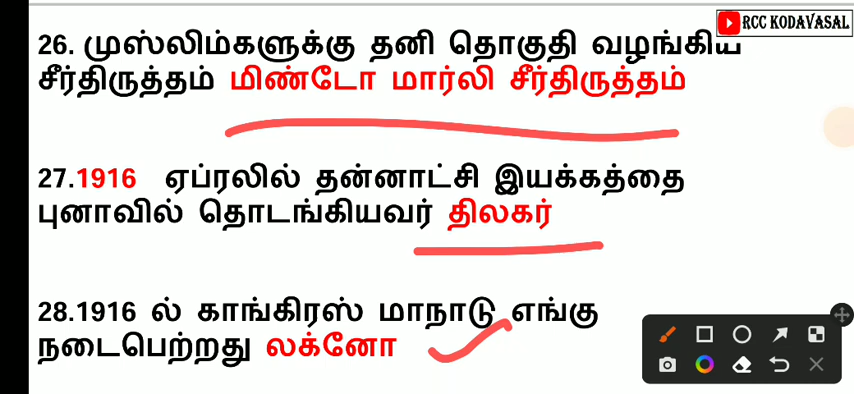 RCC KODAVASAL
26. முஸ்லிம்களுக்கு தனி தொகுதி வழங்கிய
சீர்திருத்தம் மிண்டோ மார்லி சீர்திருத்தம்
27.1916 ஏப்ரலில் தன்னாட்சி இயக்கத்தை
புனாவில் தொடங்கியவர் திலகர்
28.1916 ல் காங்கிரஸ் மாநாடு எங்கு
நடைபெற்றது லக்னோ